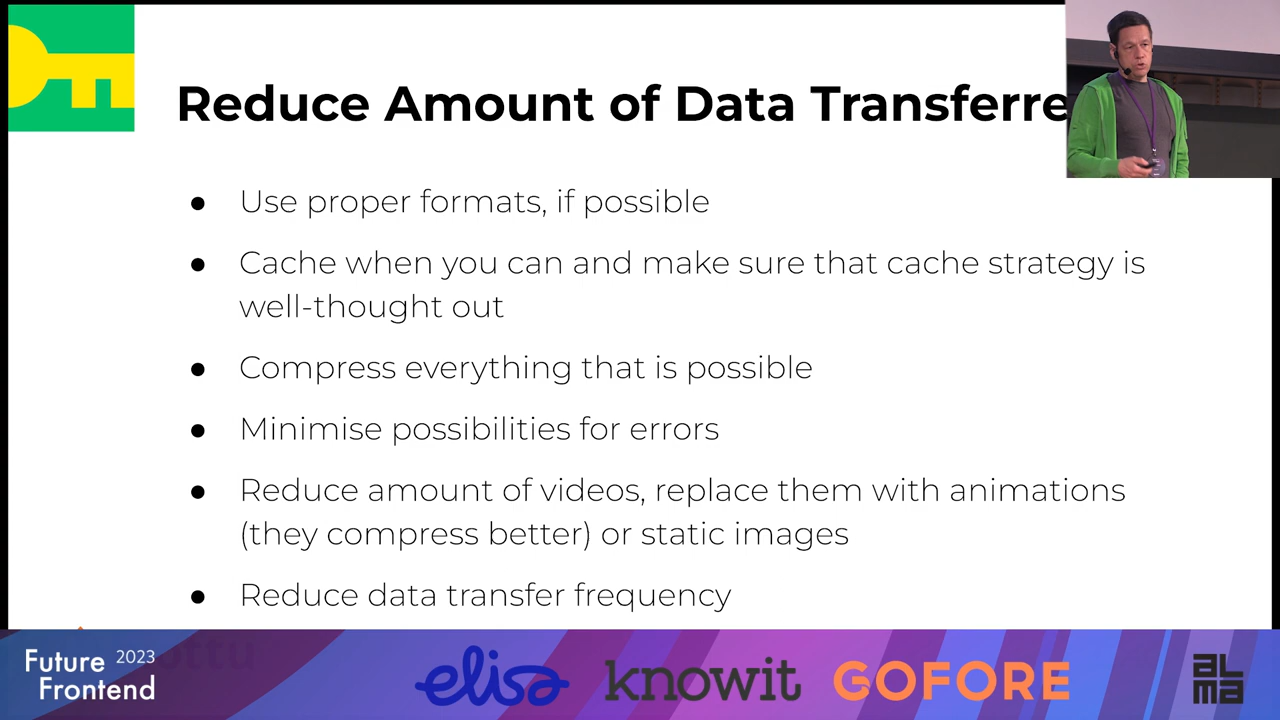 Reduce Amount of Data Transferre
● Use proper formats, if possible
● Cache when you can and make sure that cache strategy is
well-thought out
● Compress everything that is possible
● Minimise possibilities for errors
● Reduce amount of videos, replace them with animations
(they compress better) or static images
● Reduce data transfer frequency
Future 2023
Frontend
elisa
knowit
GOFORE
ALMA